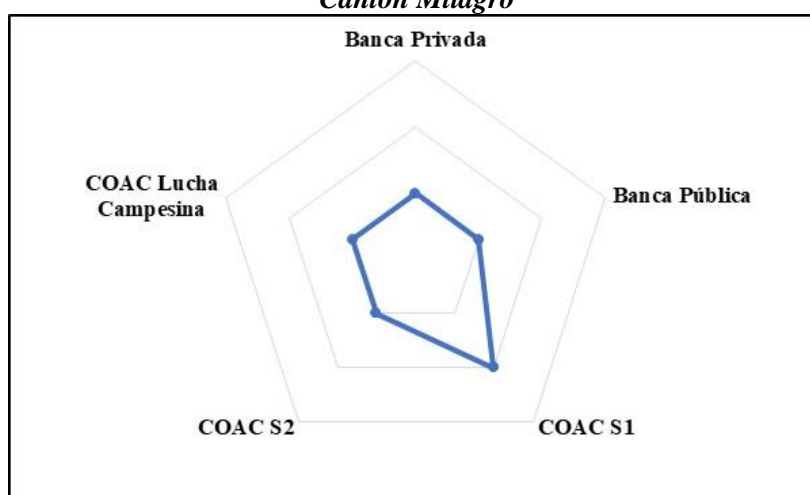 Cantón Milagro
Banca Privada
COAC Lucha
Campesina
Banca Pública
COAC S2
COAC S1